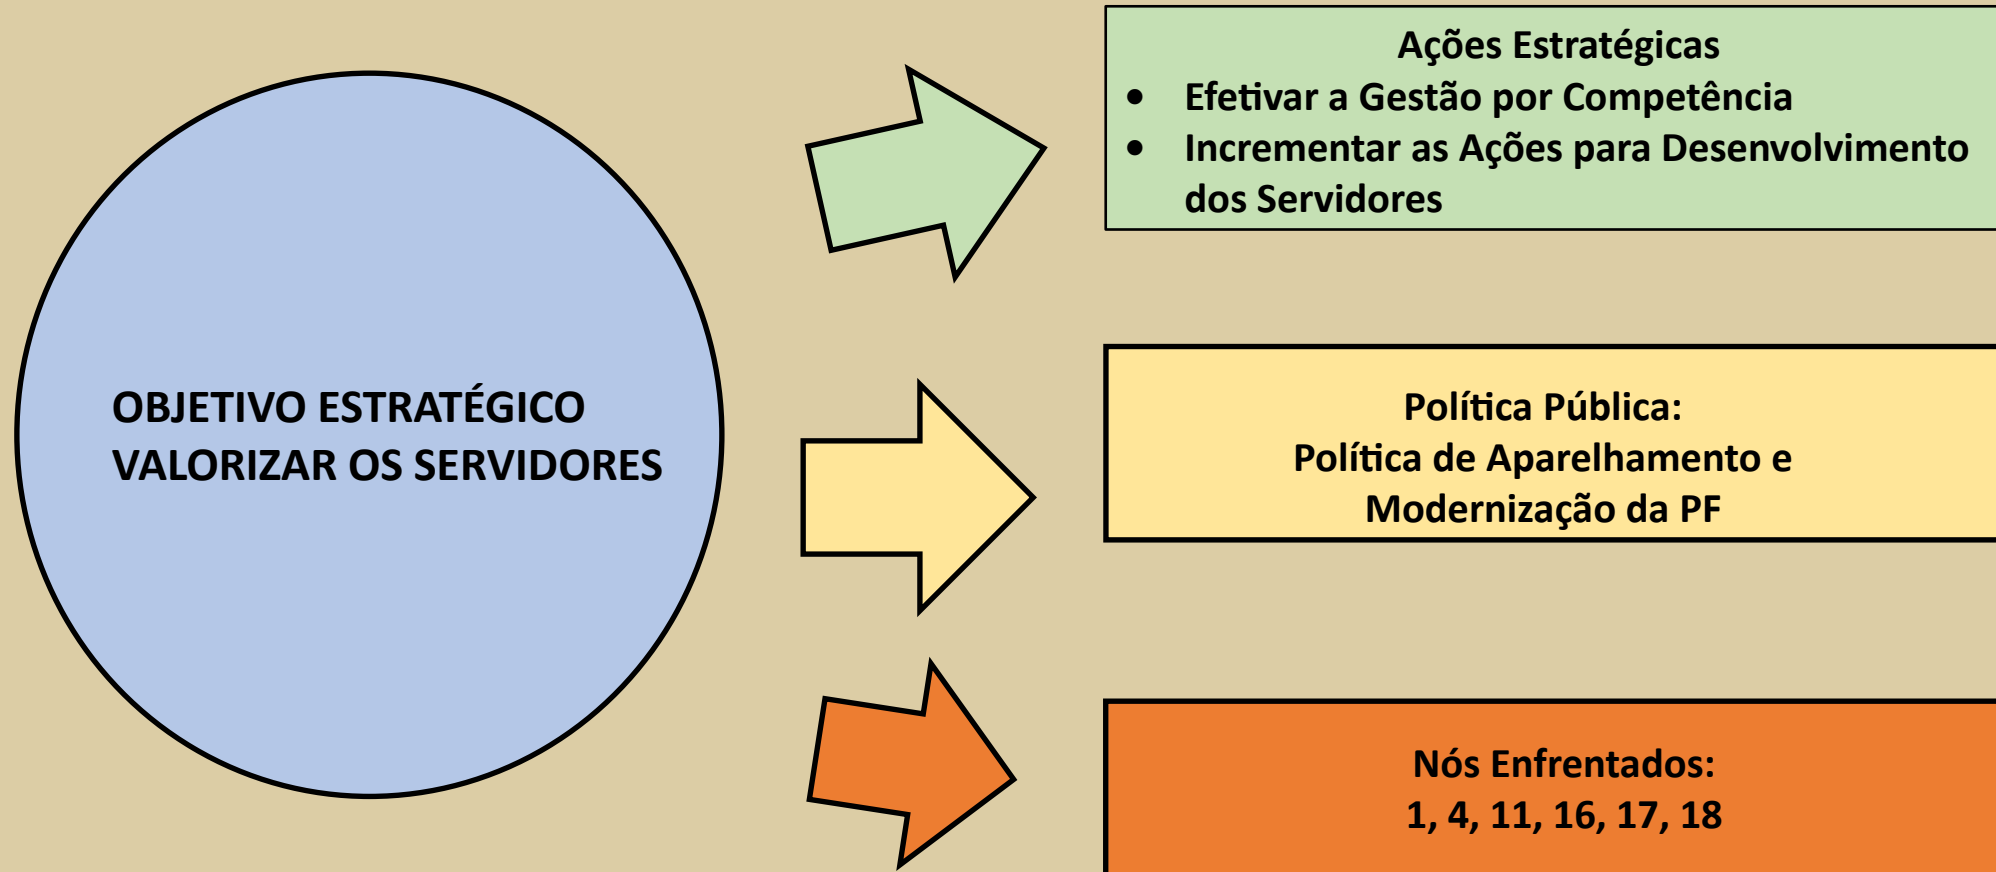 OBJETIVO ESTRATÉGICO
VALORIZAR OS SERVIDORES
Ações Estratégicas
• Efetivar a Gestão por Competência
• Incrementar as Ações para Desenvolvimento
dos Servidores
Política Pública:
Política de Aparelhamento e
Modernização da PF
Nós Enfrentados:
1, 4, 11, 16, 17, 18